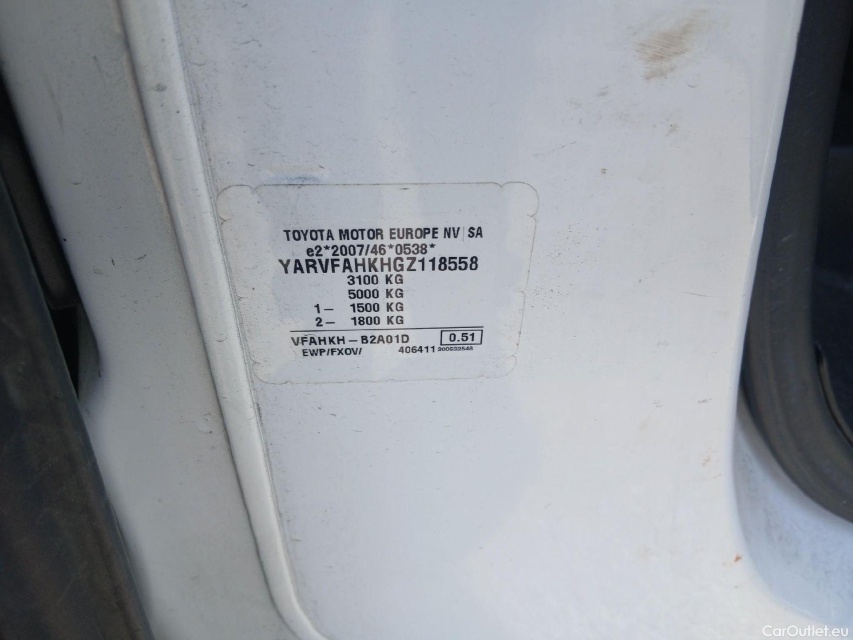 TOYOTA MOTOR EUROPE NV SA
e2*2007/46*0538*
YARVFAHKHGZ118558
3100 KG
5000 KG
1– 1500 KG
2– 1800 KG
VFAHKH–B2A01D 0.51
EWP/FXOV/ 406411
CarOutlet.eu